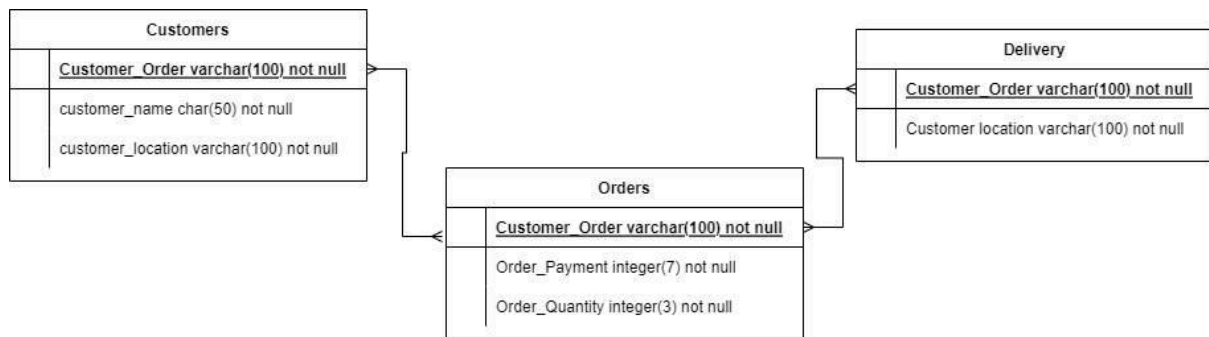 Customers
Customer_Order varchar(100) not null
customer_name char(50) not null
customer_location varchar(100) not null
Orders
Customer_Order varchar(100) not null
Order_Payment integer(7) not null
Order_Quantity integer(3) not null
Delivery
Customer_Order varchar(100) not null
Customer location varchar(100) not null